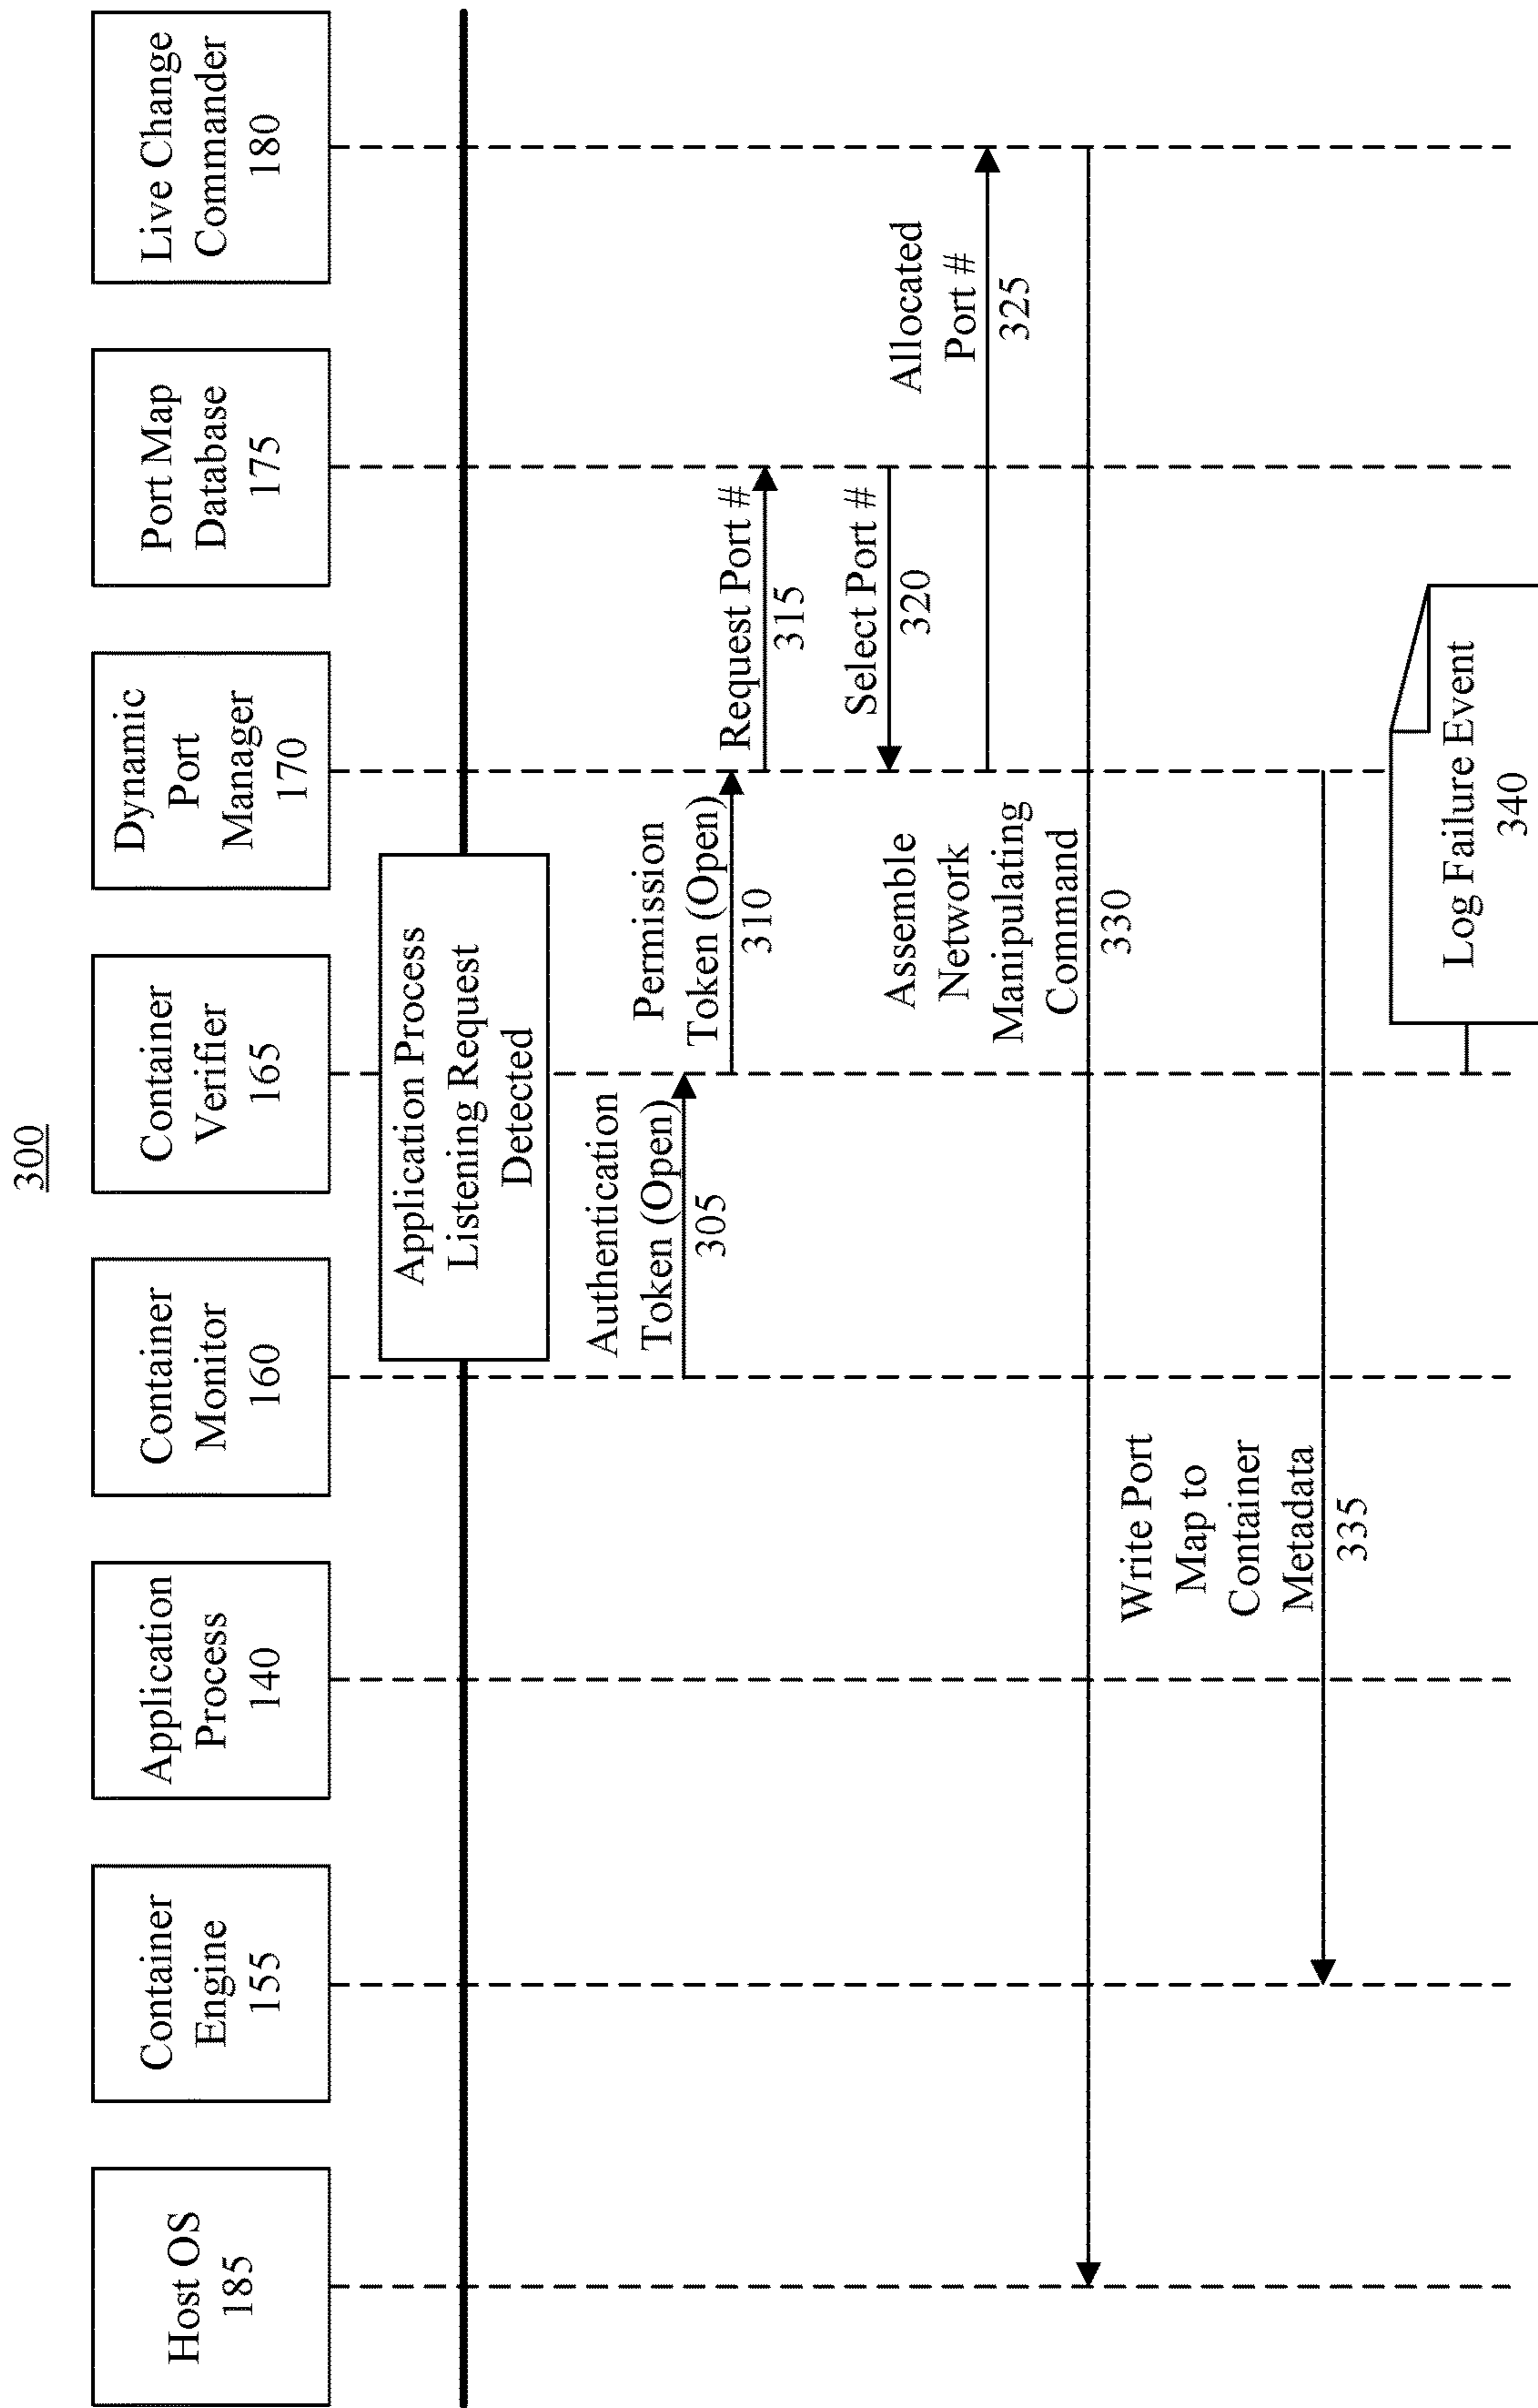 300
Host OS
185
Container
Engine
155
Application
Process
140
Container
Monitor
160
Container
Verifier
165
Dynamic
Port
Manager
170
Port Map
Database
175
Live Change
Commander
180
Application Process
Listening Request
Detected
Authentication
Token (Open)
305
Permission
Token (Open)
310
Request Port #
315
Select Port #
320
Allocated
Port #
325
Assemble
Network
Manipulating
Command
330
Write Port
Map to
Container
Metadata
335
Log Failure Event
340